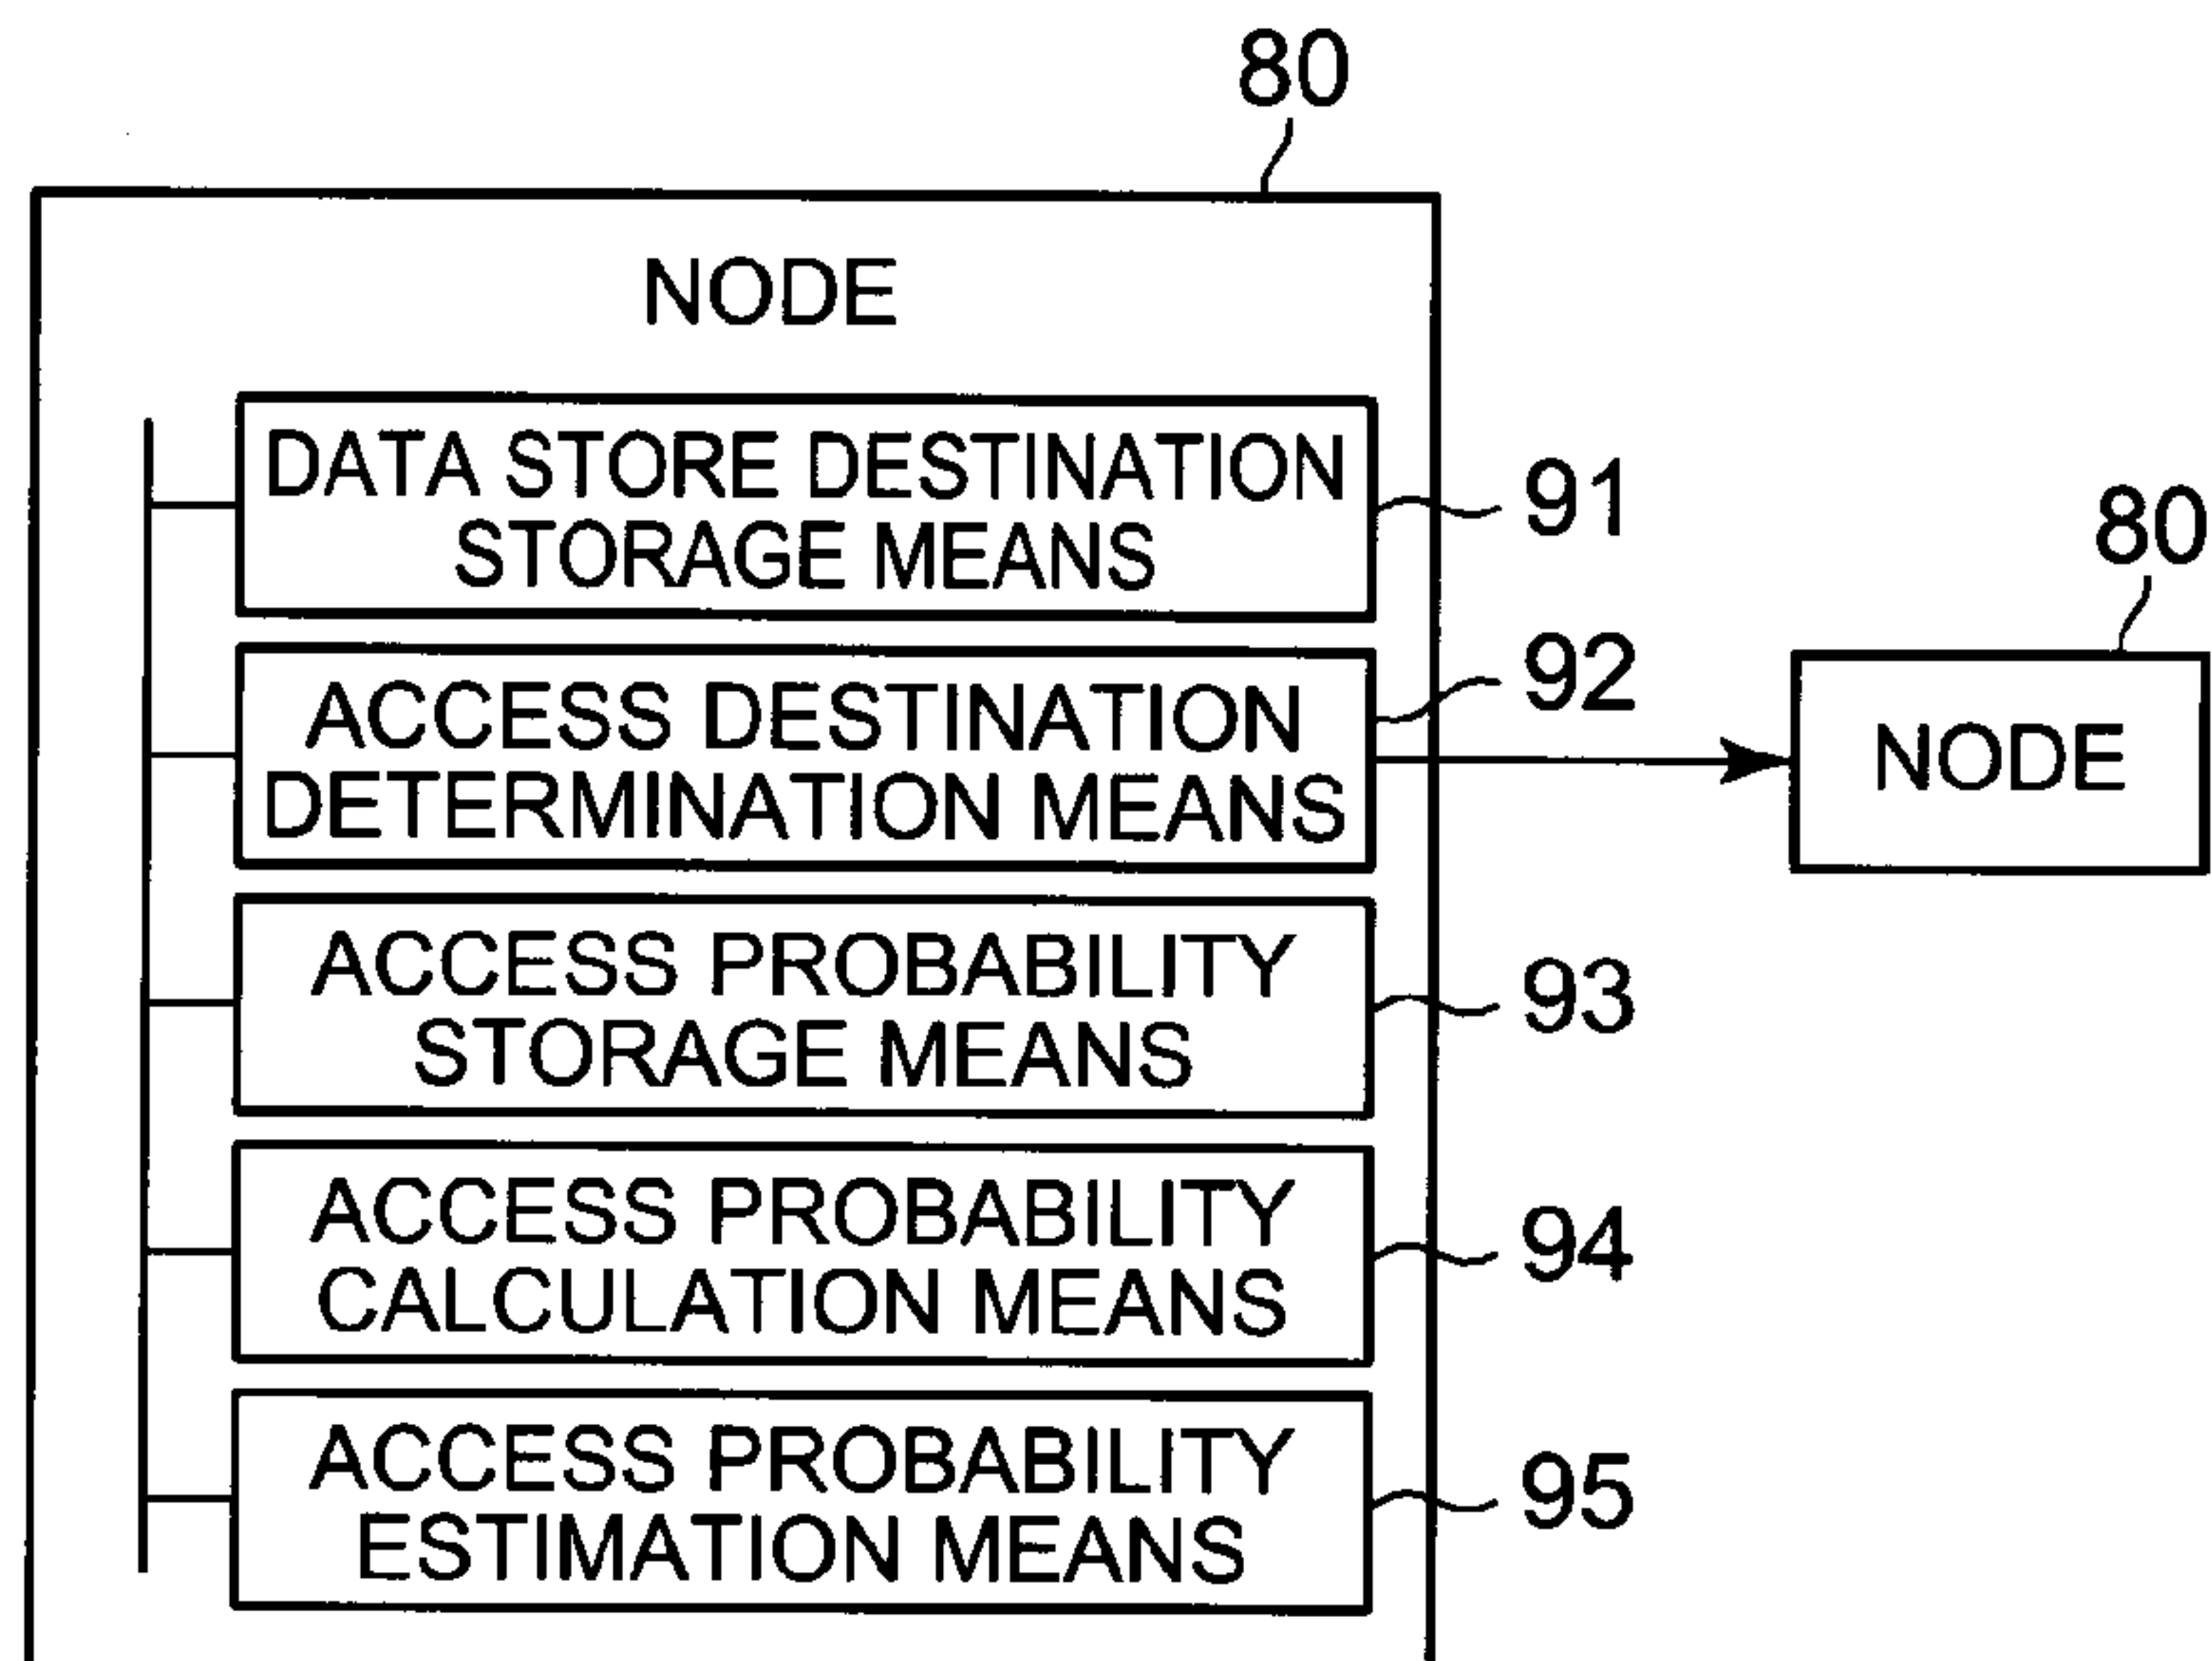 80
NODE
DATA STORE DESTINATION
STORAGE MEANS
91
ACCESS DESTINATION
DETERMINATION MEANS
92
80
NODE
ACCESS PROBABILITY
STORAGE MEANS
93
ACCESS PROBABILITY
CALCULATION MEANS
94
ACCESS PROBABILITY
ESTIMATION MEANS
95